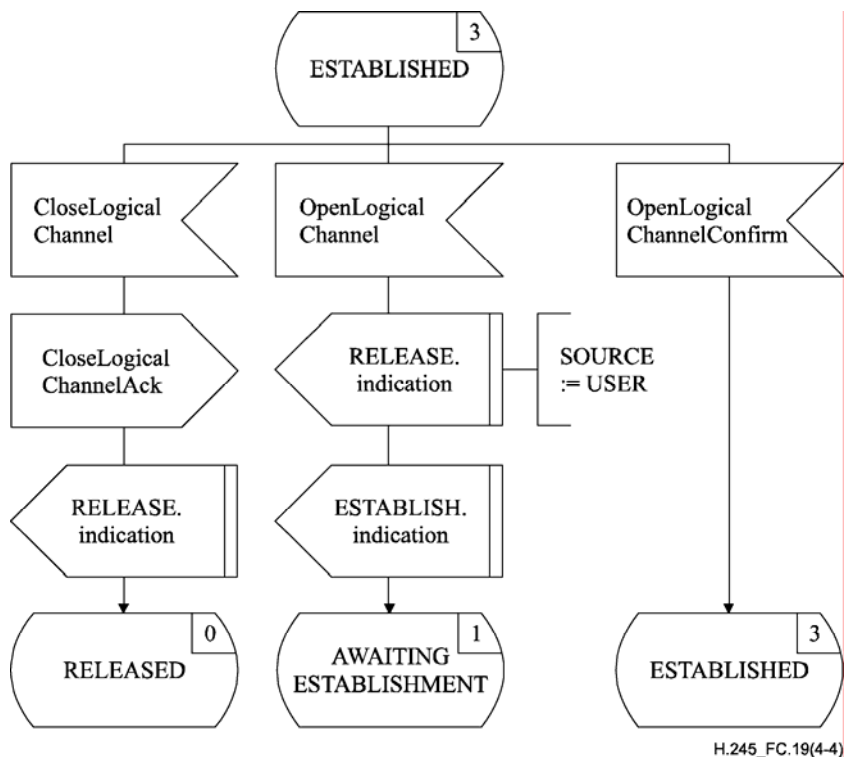 3
ESTABLISHED
CloseLogical
Channel
OpenLogical
Channel
OpenLogical
ChannelConfirm
CloseLogical
ChannelAck
RELEASE.
indication
SOURCE
:= USER
RELEASE.
indication
ESTABLISH.
indication
0
RELEASED
1
AWAITING
ESTABLISHMENT
3
ESTABLISHED
H.245_FC.19(4-4)